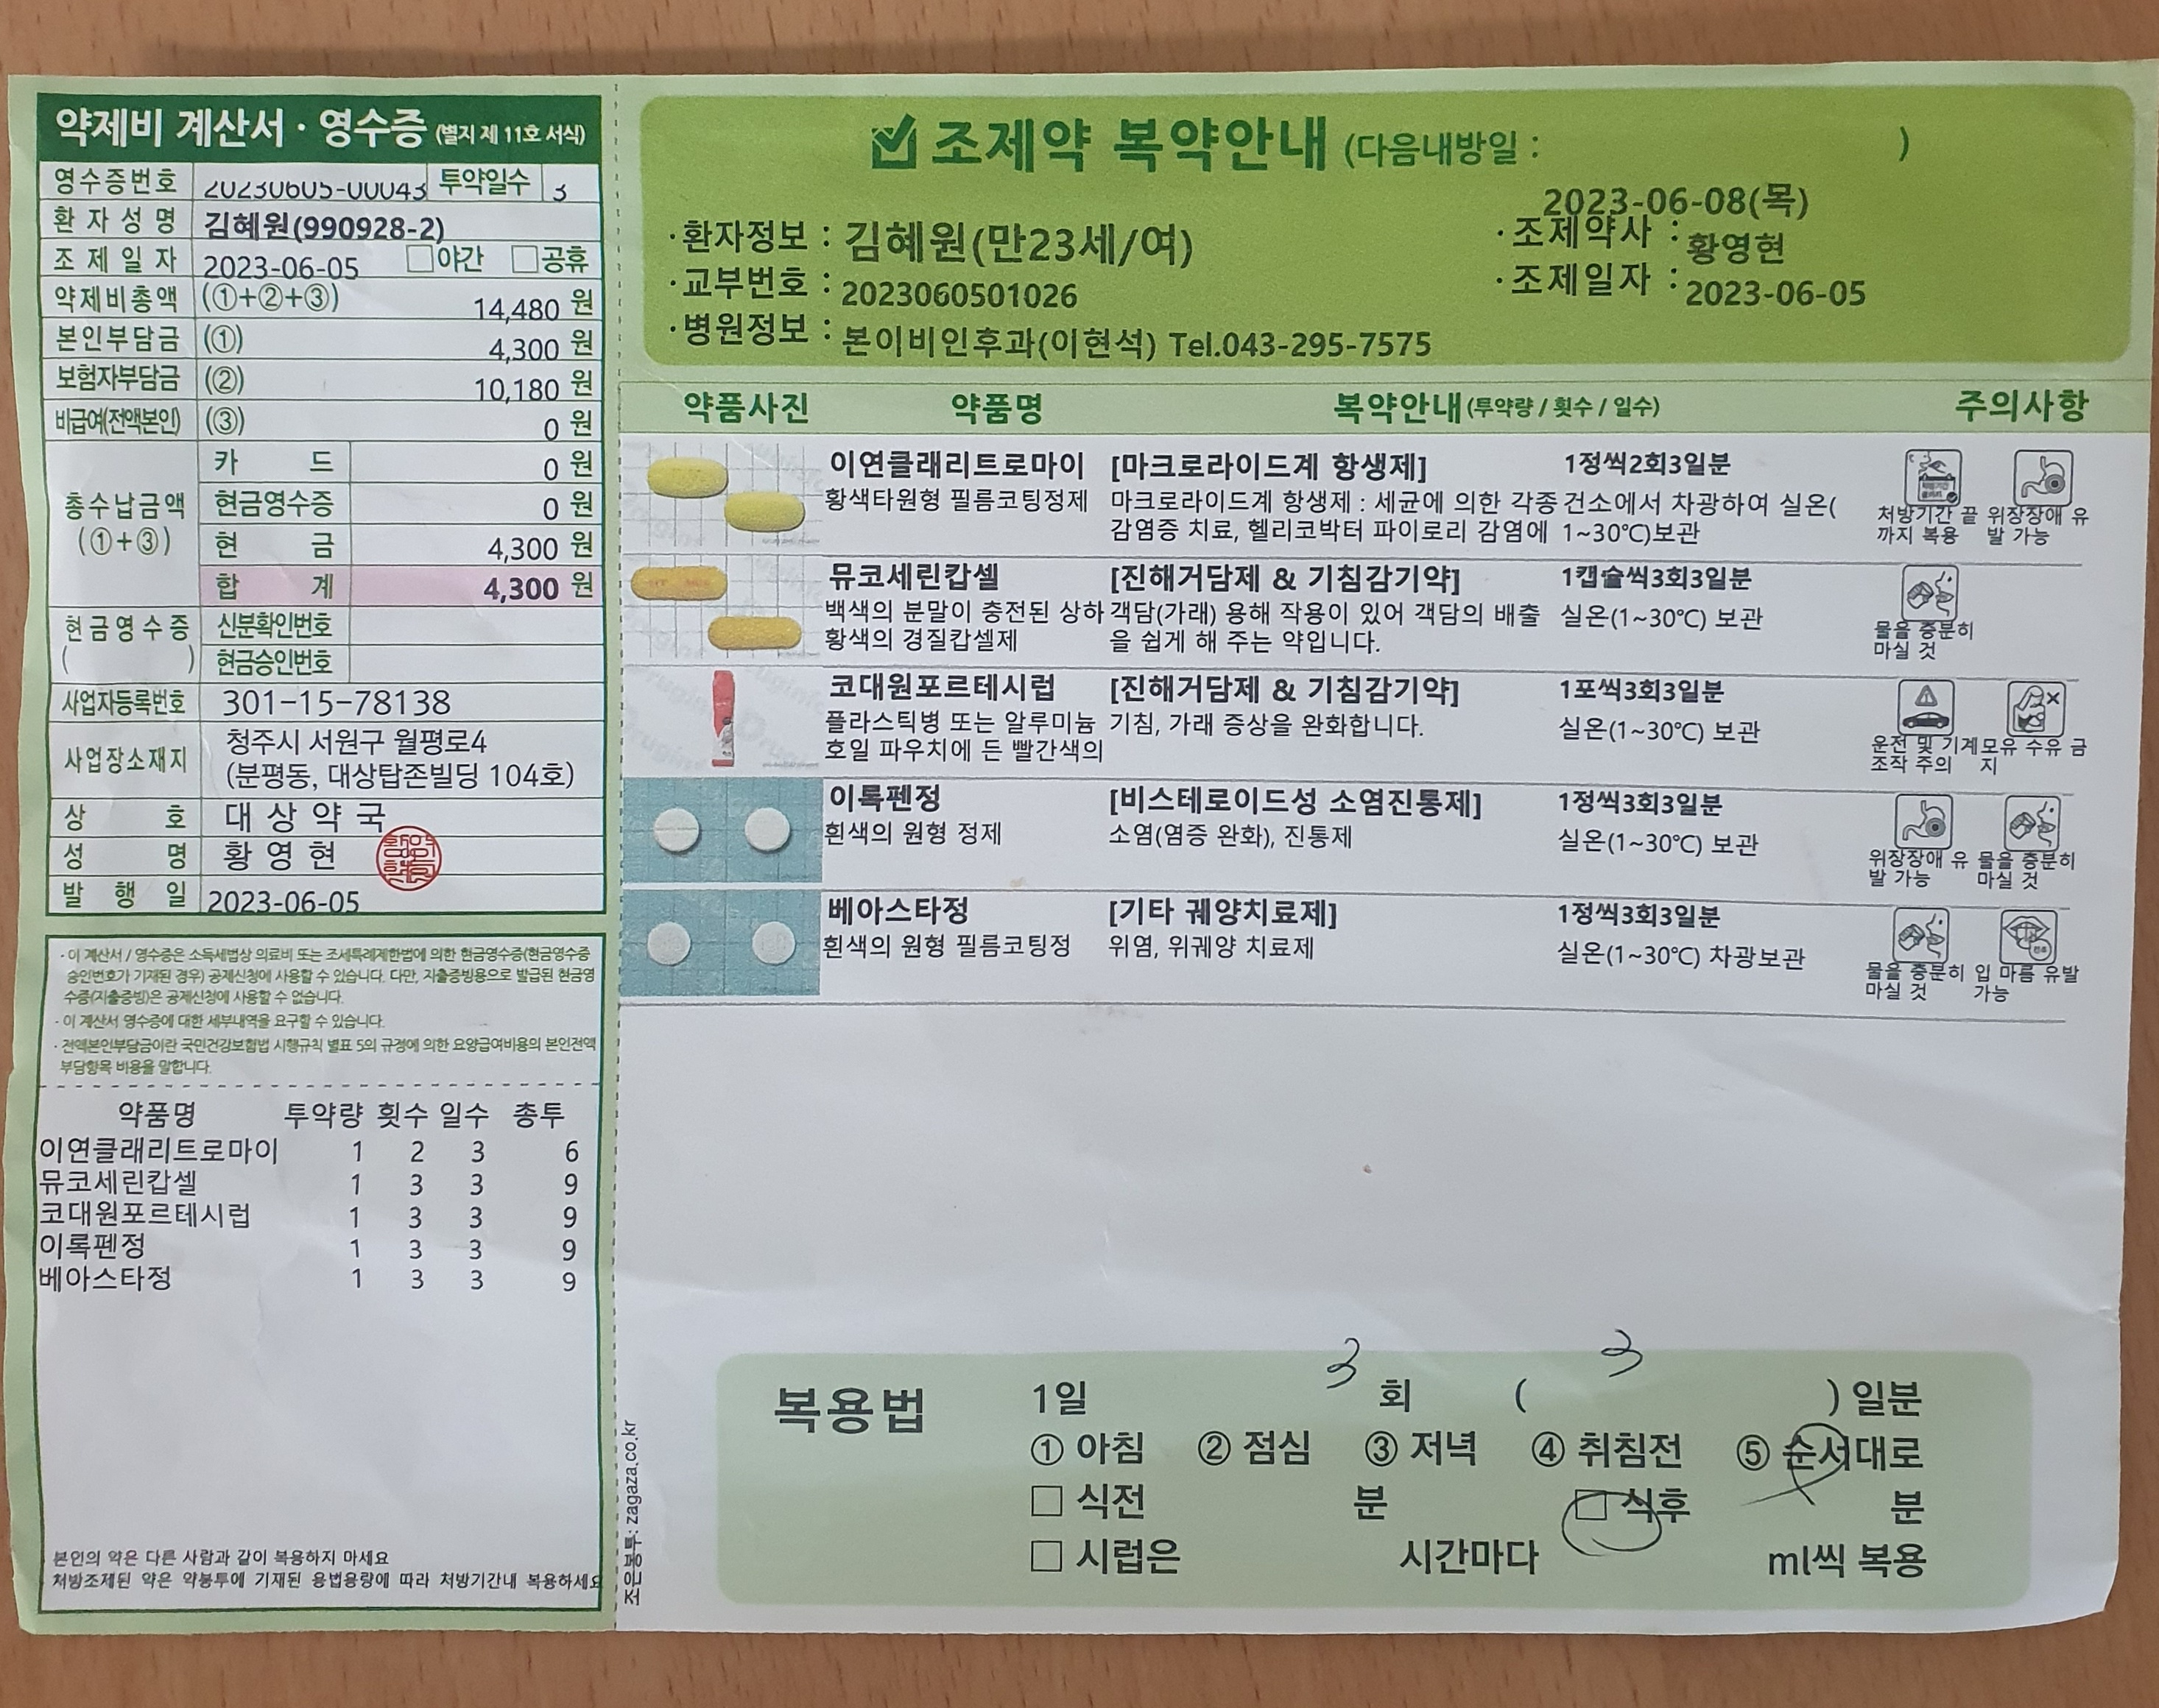 약제비 계산서 · 영수증 (별지 제 11호 서식)
영수증번호 20230605-00043 투약일수 3
환자성명 김혜원(990928-2)
조제일자 2023-06-05 □야간 □공휴
약제비총액 (①+②+③) 14,480 원
본인부담금 (①) 4,300 원
보험자부담금 (②) 10,180 원
비급여(전액본인) (③) 0 원
총수납금액 (①+③)
카드 0 원
현금영수증 0 원
현금 4,300 원
합계 4,300 원
현금영수증 ( )
신분확인번호
현금승인번호
사업자등록번호 301-15-78138
사업장소재지 청주시 서원구 월평로4
(분평동, 대상탑존빌딩 104호)
상호 대상약국
성명 황영현
발행일 2023-06-05
· 이 계산서 / 영수증은 소득세법상 의료비 또는 조세특례제한법에 의한 현금영수증(현금영수증
승인번호가 기재된 경우) 공제신청에 사용할 수 있습니다. 다만, 지출증빙용으로 발급된 현금영
수증(지출증빙)은 공제신청에 사용할 수 없습니다.
· 이 계산서 영수증에 대한 세부내역을 요구할 수 있습니다.
· 전액본인부담금이란 국민건강보험법 시행규칙 별표 5의 규정에 의한 요양급여비용의 본인전액
부담항목 비용을 말합니다.
약품명 투약량 횟수 일수 총투
이연클래리트로마이 1 2 3 6
뮤코세린캅셀 1 3 3 9
코대원포르테시럽 1 3 3 9
이록펜정 1 3 3 9
베아스타정 1 3 3 9
본인의 약은 다른 사람과 같이 복용하지 마세요
처방조제된 약은 약봉투에 기재된 용법용량에 따라 처방기간내 복용하세요
조은봉투: zagaza.co.kr
조제약 복약안내 (다음내방일 : )
2023-06-08(목)
· 환자정보 : 김혜원(만23세/여)
· 조제약사 : 황영현
· 교부번호 : 2023060501026
· 조제일자 : 2023-06-05
· 병원정보 : 본이비인후과(이현석) Tel.043-295-7575
약품사진 약품명 복약안내(투약량 / 횟수 / 일수) 주의사항
이연클래리트로마이 [마크로라이드계 항생제] 1정씩2회3일분
황색타원형 필름코팅정제 마크로라이드계 항생제 : 세균에 의한 각종 건소에서 차광하여 실온(
감염증 치료, 헬리코박터 파이로리 감염에 1~30℃)보관
처방기간 끝 위장장애 유
까지 복용 발 가능
뮤코세린캅셀 [진해거담제 & 기침감기약] 1캡슐씩3회3일분
백색의 분말이 충전된 상하 객담(가래) 용해 작용이 있어 객담의 배출 실온(1~30℃) 보관
황색의 경질캅셀제 을 쉽게 해 주는 약입니다.
물을 충분히
마실 것
코대원포르테시럽 [진해거담제 & 기침감기약] 1포씩3회3일분
플라스틱병 또는 알루미늄 기침, 가래 증상을 완화합니다. 실온(1~30℃) 보관
호일 파우치에 든 빨간색의
운전 및 기계 모유 수유 금
조작 주의 지
이록펜정 [비스테로이드성 소염진통제] 1정씩3회3일분
흰색의 원형 정제 소염(염증 완화), 진통제 실온(1~30℃) 보관
위장장애 유 물을 충분히
발 가능 마실 것
베아스타정 [기타 궤양치료제] 1정씩3회3일분
흰색의 원형 필름코팅정 위염, 위궤양 치료제 실온(1~30℃) 차광보관
물을 충분히 입 마름 유발
마실 것 가능
복용법 1일 3 회 ( 3 ) 일분
① 아침 ② 점심 ③ 저녁 ④ 취침전 ⑤ 순서대로
□ 식전 분 □ 식후 분
□ 시럽은 시간마다 ml씩 복용